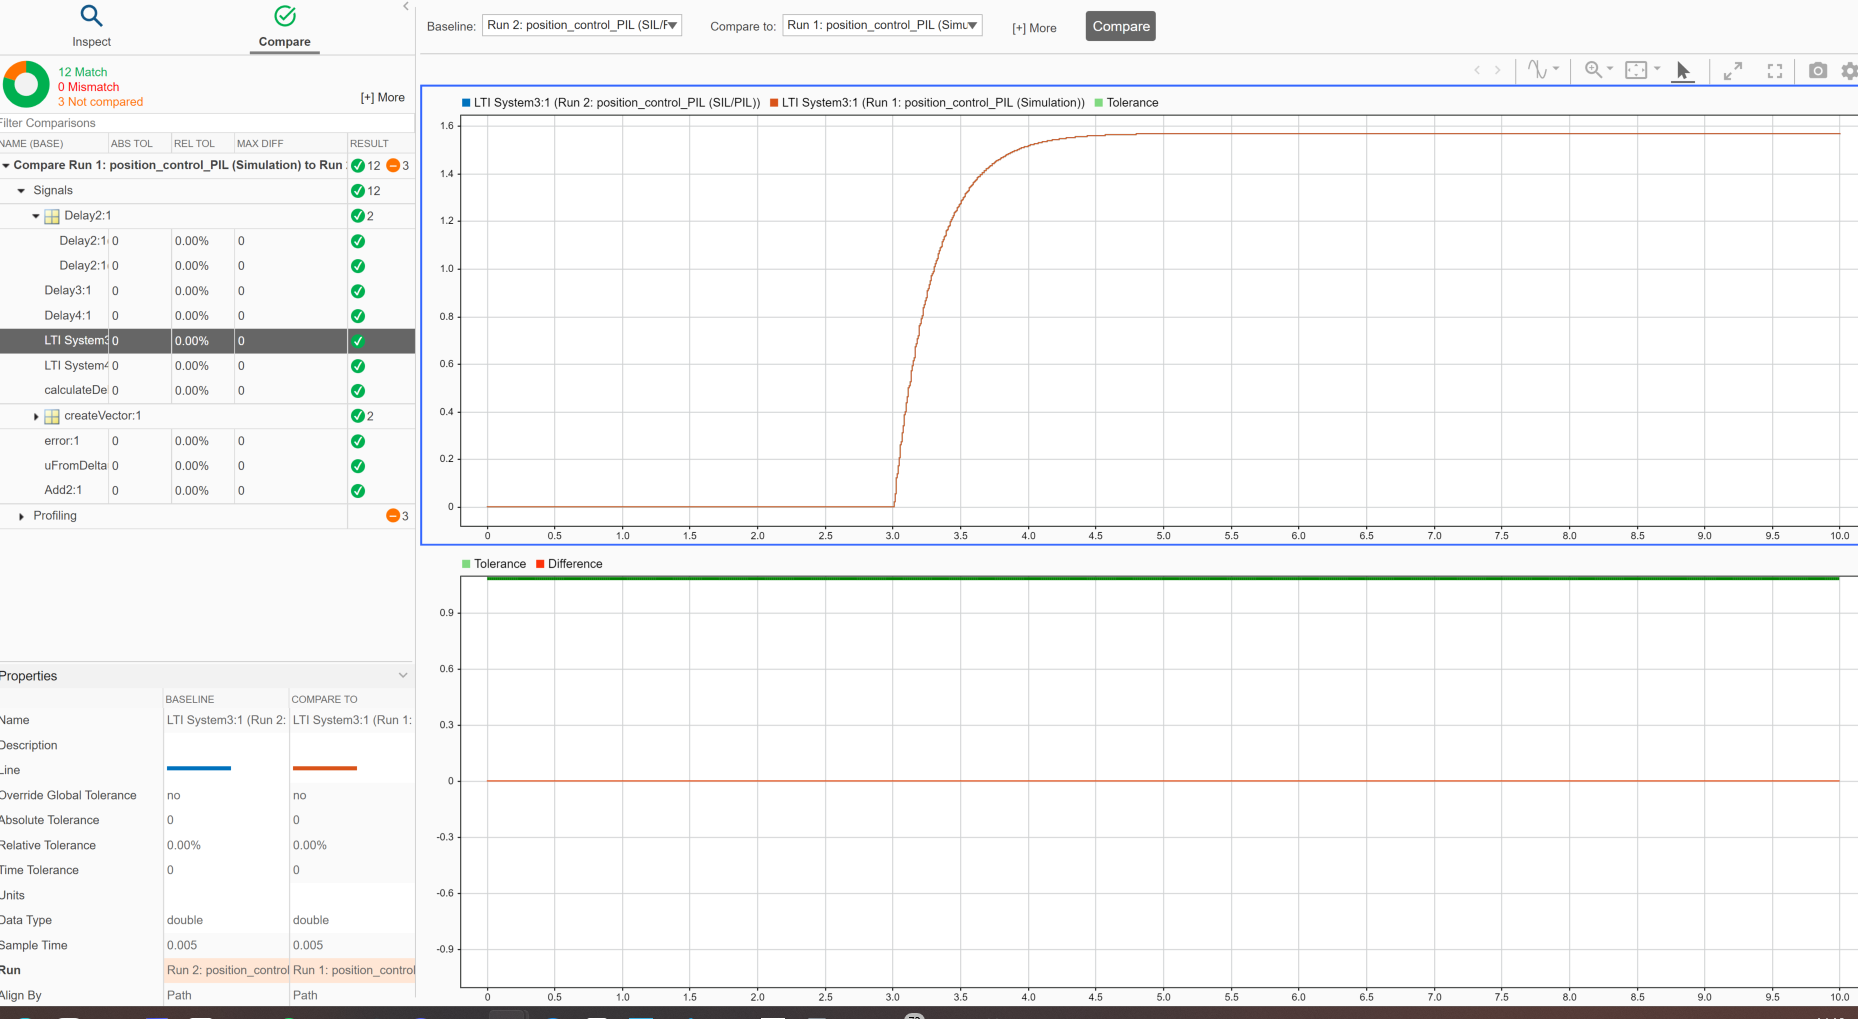 Inspect
Compare
Baseline: Run 2: position_control_PIL (SIL/F
Compare to: Run 1: position_control_PIL (Simu
[+] More
Compare
12 Match
0 Mismatch
3 Not compared
[+] More
Filter Comparisons
NAME (BASE) ABS TOL REL TOL MAX DIFF RESULT
Compare Run 1: position_control_PIL (Simulation) to Run 12 3
Signals 12
Delay2:1 2
Delay2:1 0 0.00% 0
Delay2:1 0 0.00% 0
Delay3:1 0 0.00% 0
Delay4:1 0 0.00% 0
LTI System3 0 0.00% 0
LTI System4 0 0.00% 0
calculateDe 0 0.00% 0
createVector:1 2
error:1 0 0.00% 0
uFromDelta 0 0.00% 0
Add2:1 0 0.00% 0
Profiling 3
Properties
BASELINE COMPARE TO
Name LTI System3:1 (Run 2: LTI System3:1 (Run 1:
Description
Line
Override Global Tolerance no no
Absolute Tolerance 0 0
Relative Tolerance 0.00% 0.00%
Time Tolerance 0 0
Units
Data Type double double
Sample Time 0.005 0.005
Run Run 2: position_control Run 1: position_control
Align By Path Path
LTI System3:1 (Run 2: position_control_PIL (SIL/PIL)) LTI System3:1 (Run 1: position_control_PIL (Simulation)) Tolerance
1.6
1.4
1.2
1.0
0.8
0.6
0.4
0.2
0
0 0.5 1.0 1.5 2.0 2.5 3.0 3.5 4.0 4.5 5.0 5.5 6.0 6.5 7.0 7.5 8.0 8.5 9.0 9.5 10.0
Tolerance Difference
0.9
0.6
0.3
0
-0.3
-0.6
-0.9
0 0.5 1.0 1.5 2.0 2.5 3.0 3.5 4.0 4.5 5.0 5.5 6.0 6.5 7.0 7.5 8.0 8.5 9.0 9.5 10.0